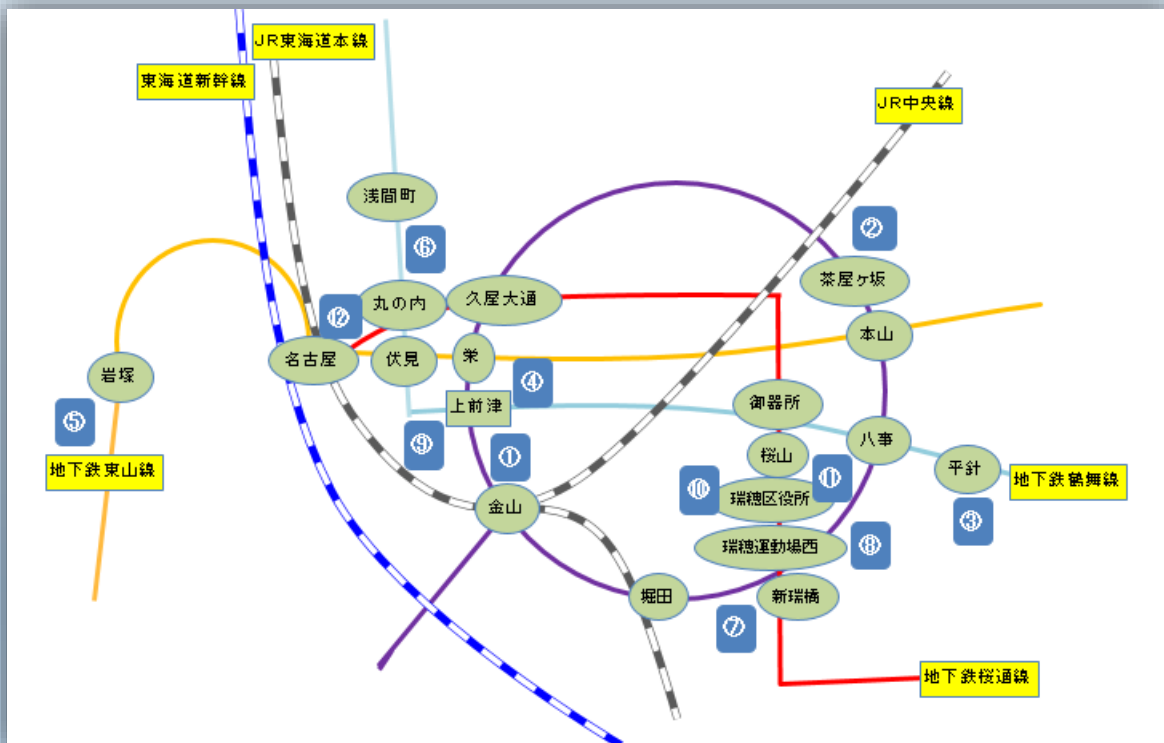 JR東海道本線
東海道新幹線
JR中央線
浅間町
②
⑥
茶屋ヶ坂
丸の内
久屋大通
⑫
本山
名古屋
伏見
栄
岩塚
④
御器所
上前津
⑤
⑨
①
八事
桜山
平針
地下鉄東山線
地下鉄鶴舞線
⑩
瑞穂区役所
⑪
金山
③
瑞穂運動場西
⑧
堀田
新瑞橋
⑦
地下鉄桜通線